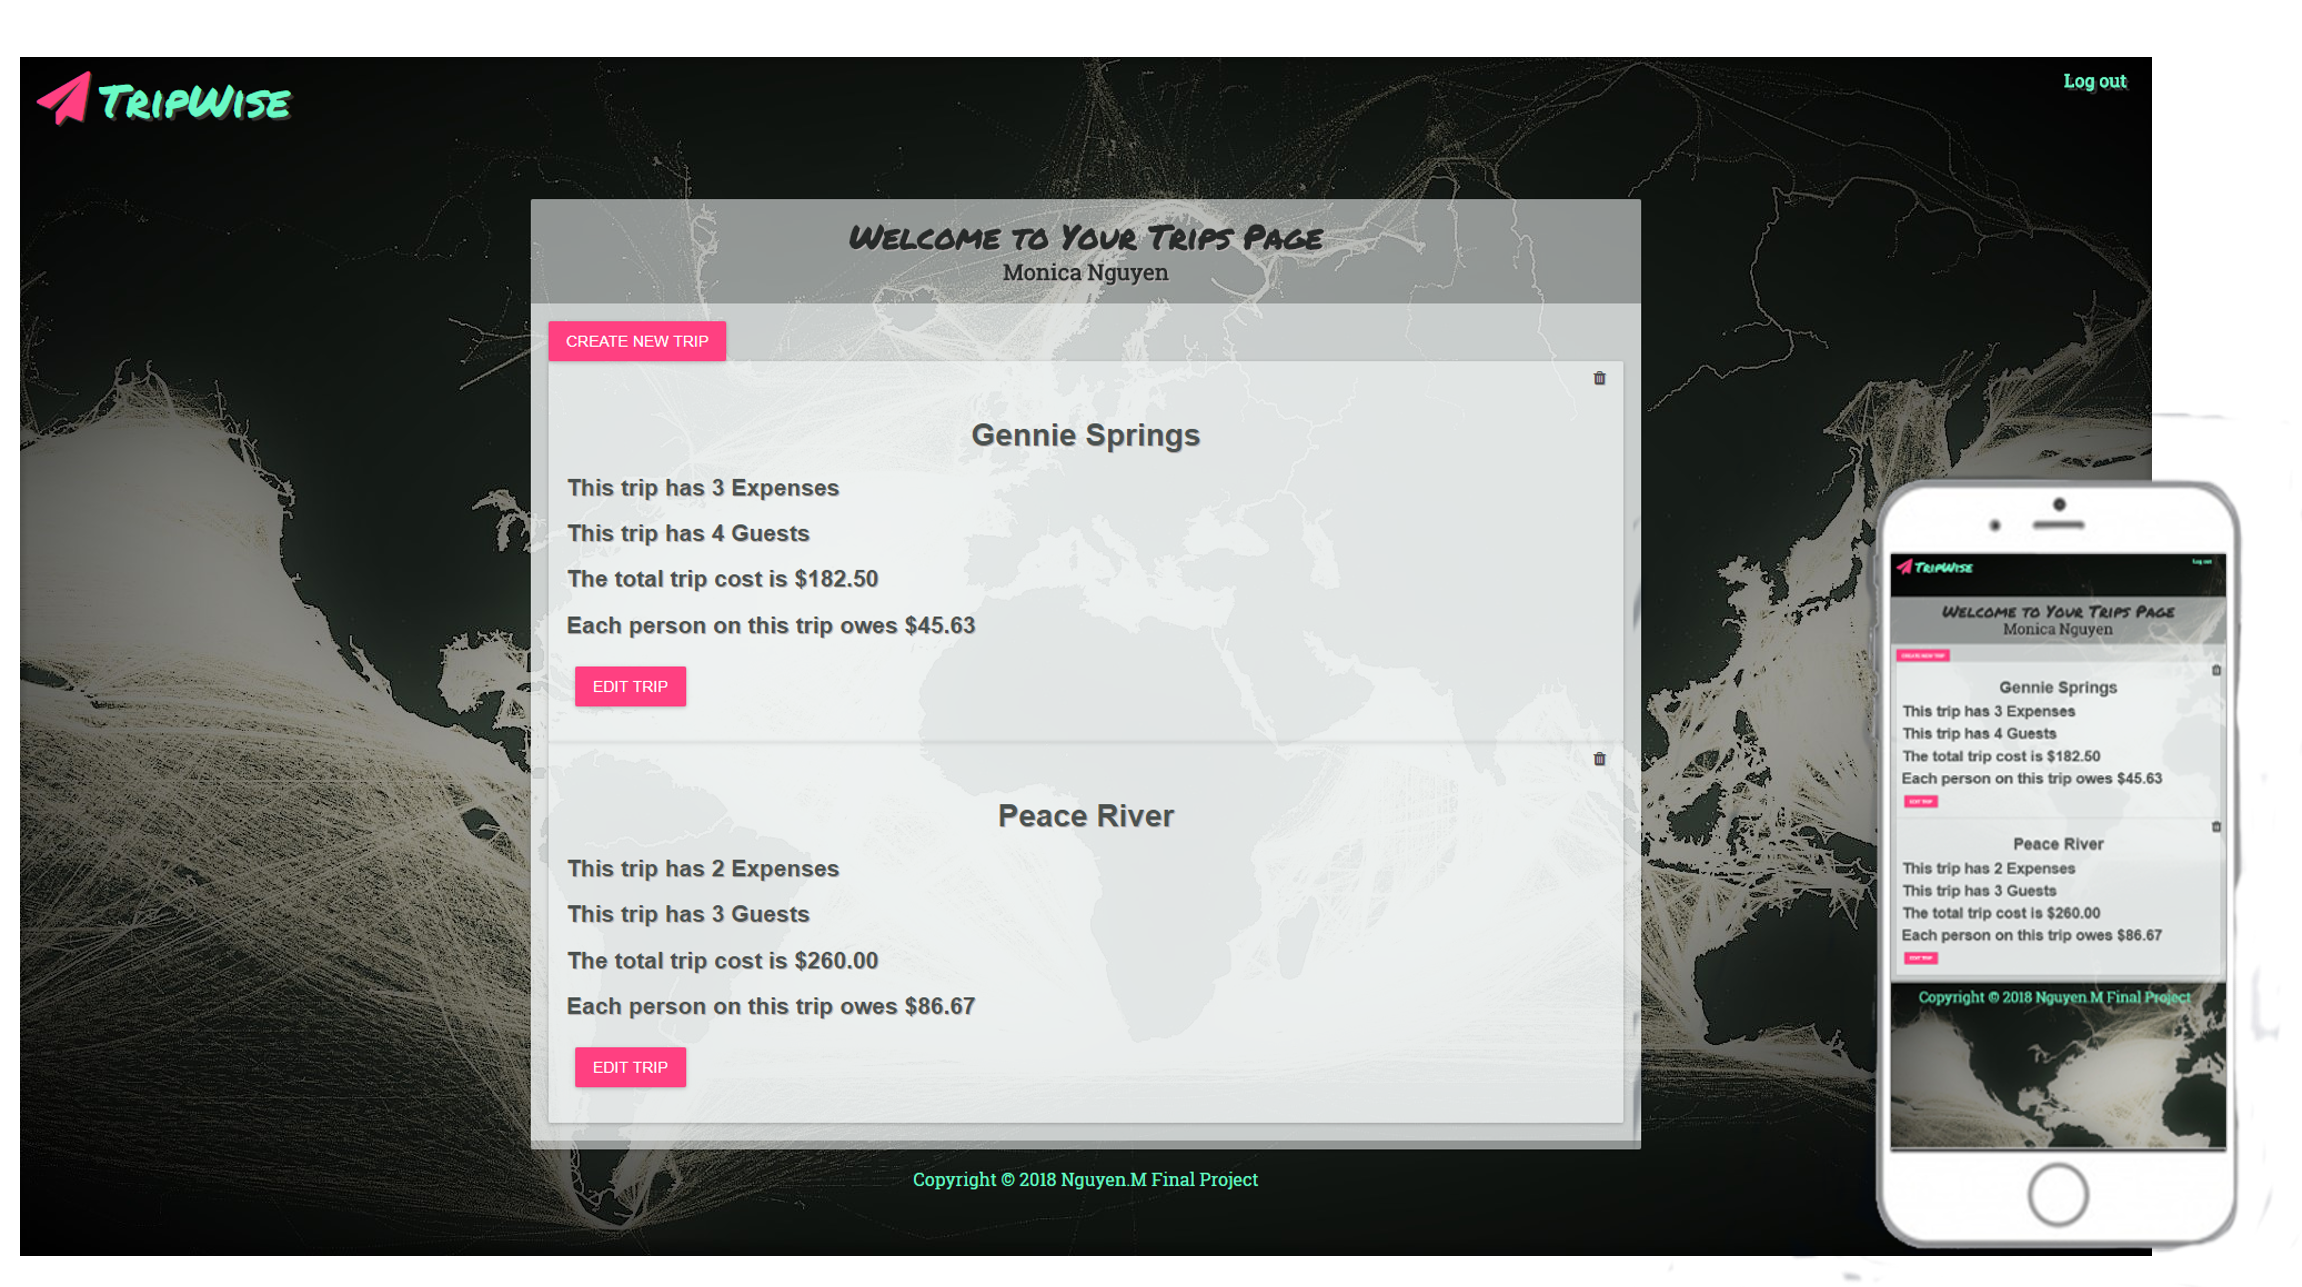 TripWise
Log out
Welcome to Your Trips Page
Monica Nguyen
CREATE NEW TRIP
Gennie Springs
This trip has 3 Expenses
This trip has 4 Guests
The total trip cost is $182.50
Each person on this trip owes $45.63
EDIT TRIP
Peace River
This trip has 2 Expenses
This trip has 3 Guests
The total trip cost is $260.00
Each person on this trip owes $86.67
EDIT TRIP
Copyright © 2018 Nguyen.M Final Project
TripWise
Log out
Welcome to Your Trips Page
Monica Nguyen
CREATE NEW TRIP
Gennie Springs
This trip has 3 Expenses
This trip has 4 Guests
The total trip cost is $182.50
Each person on this trip owes $45.63
EDIT TRIP
Peace River
This trip has 2 Expenses
This trip has 3 Guests
The total trip cost is $260.00
Each person on this trip owes $86.67
EDIT TRIP
Copyright © 2018 Nguyen.M Final Project